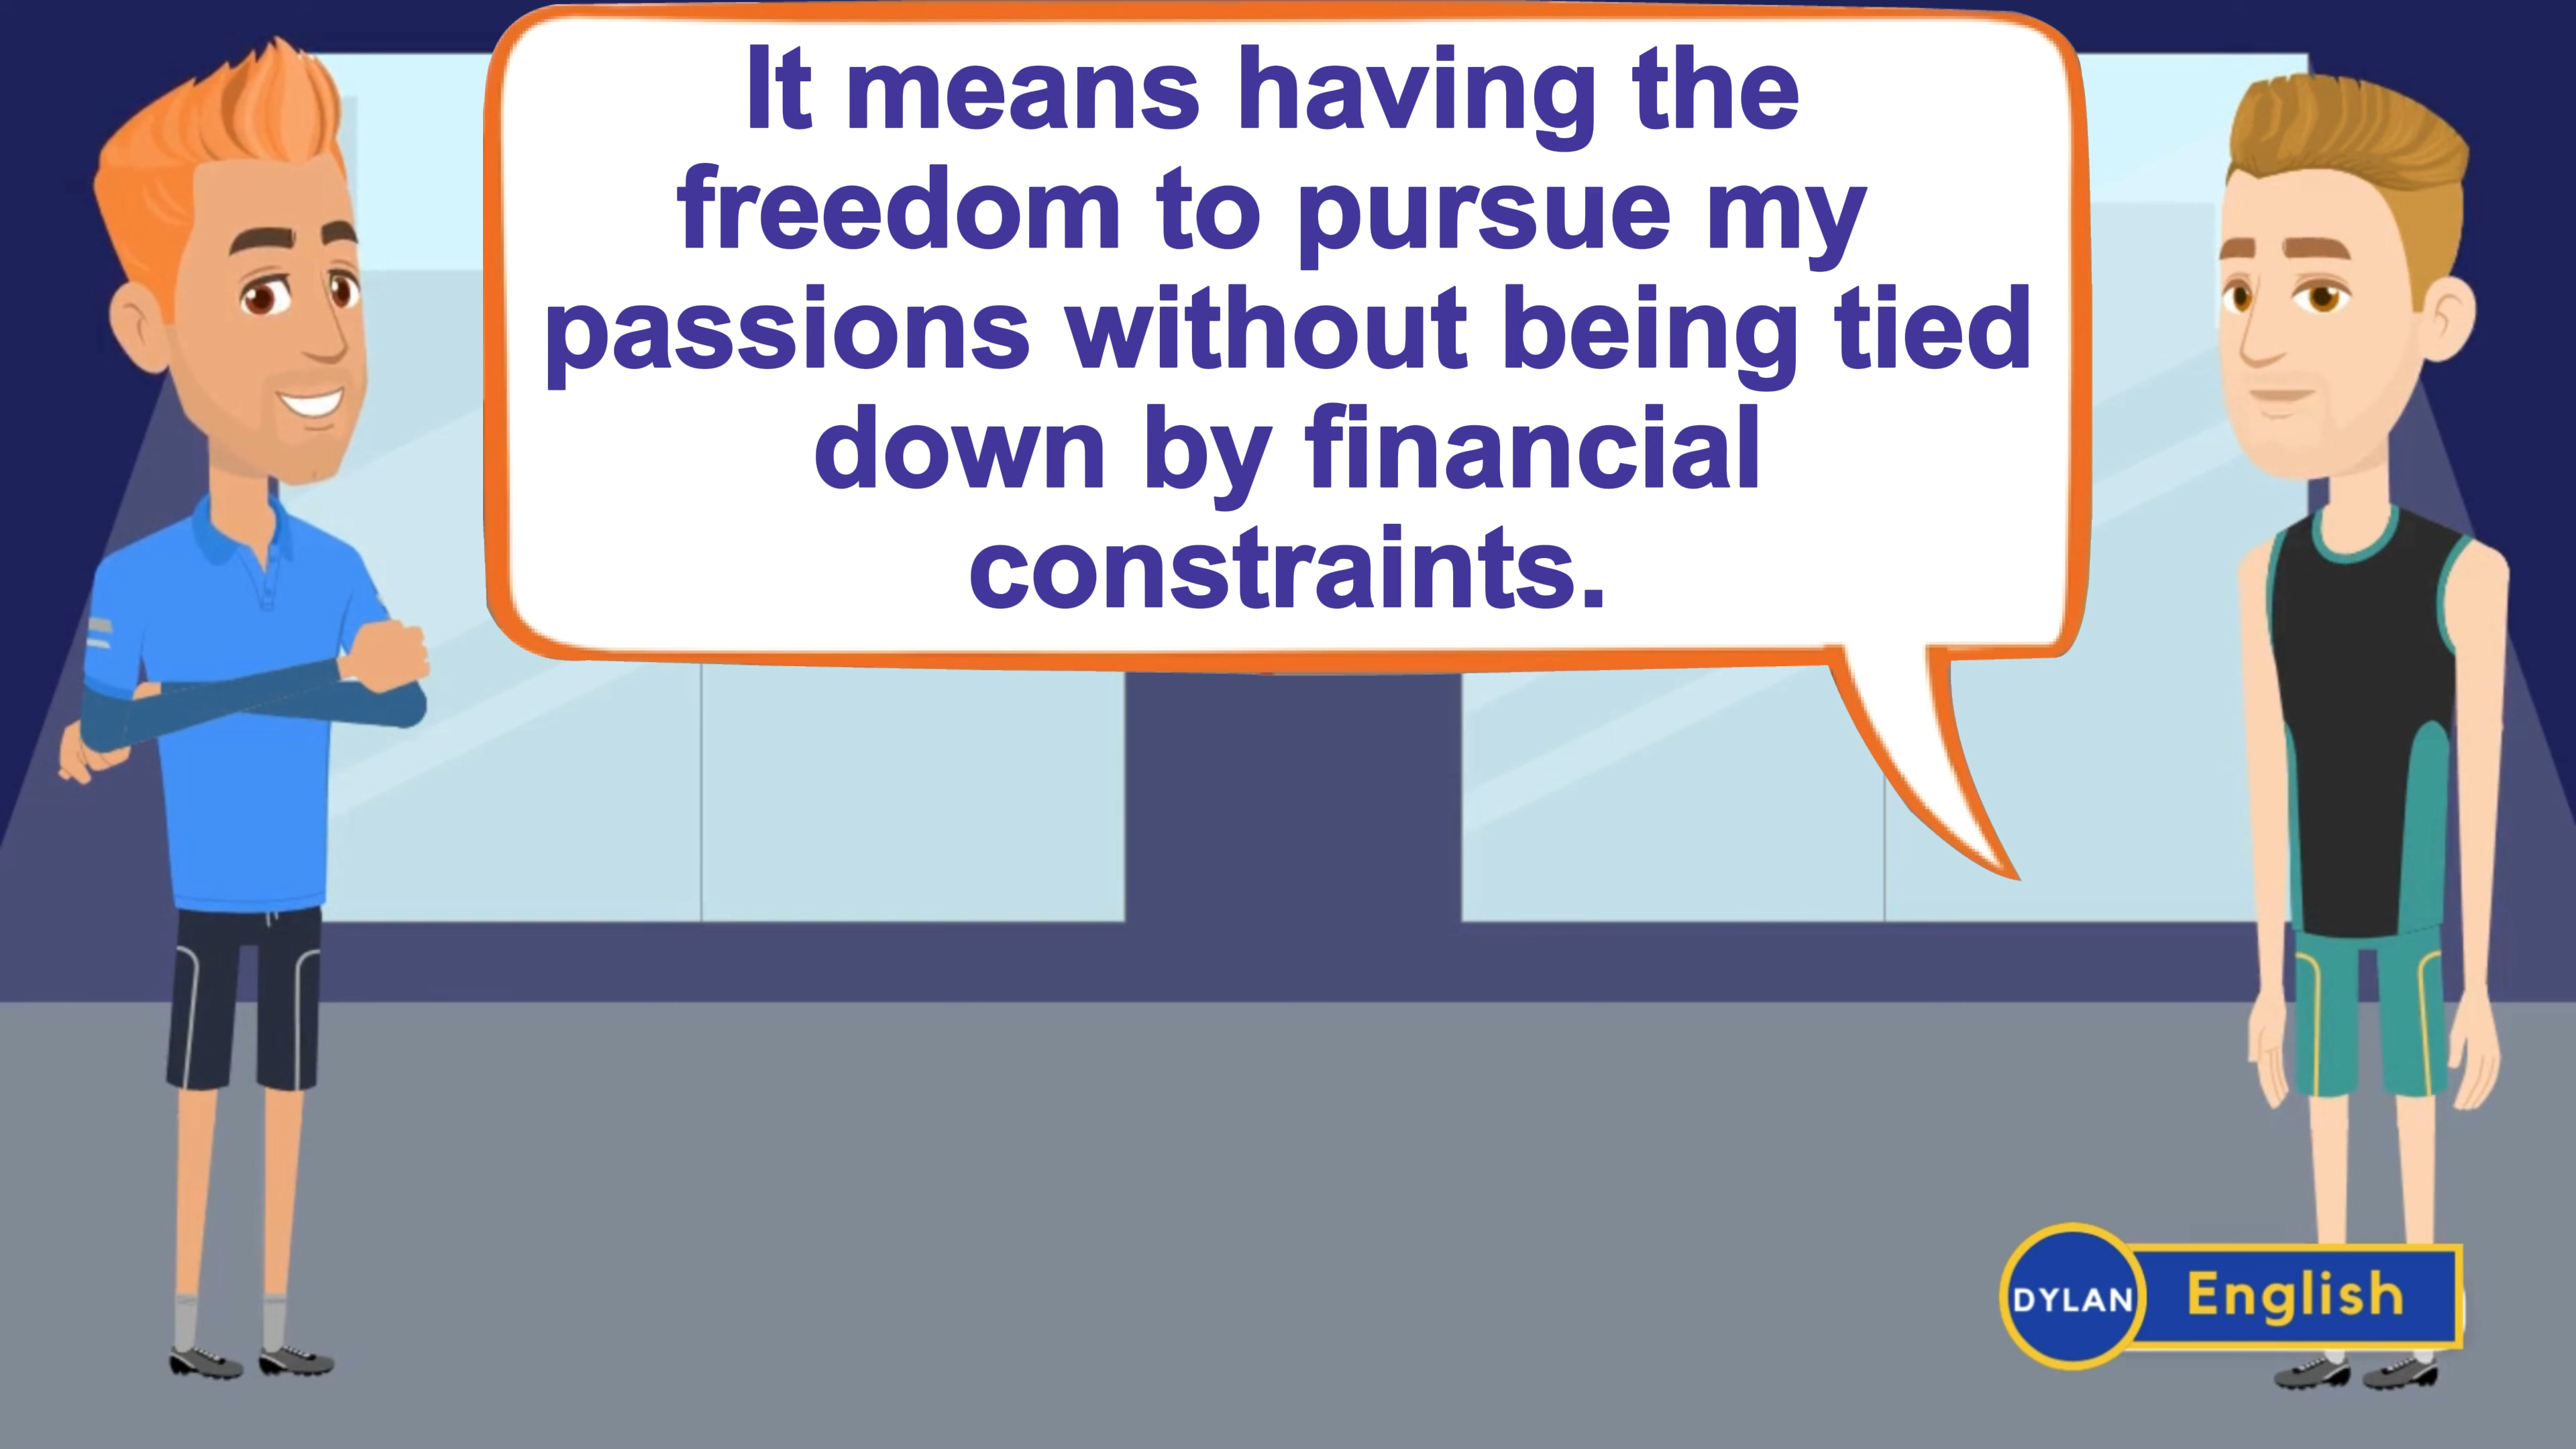 It means having the
freedom to pursue my
passions without being tied
down by financial
constraints.
DYLAN English